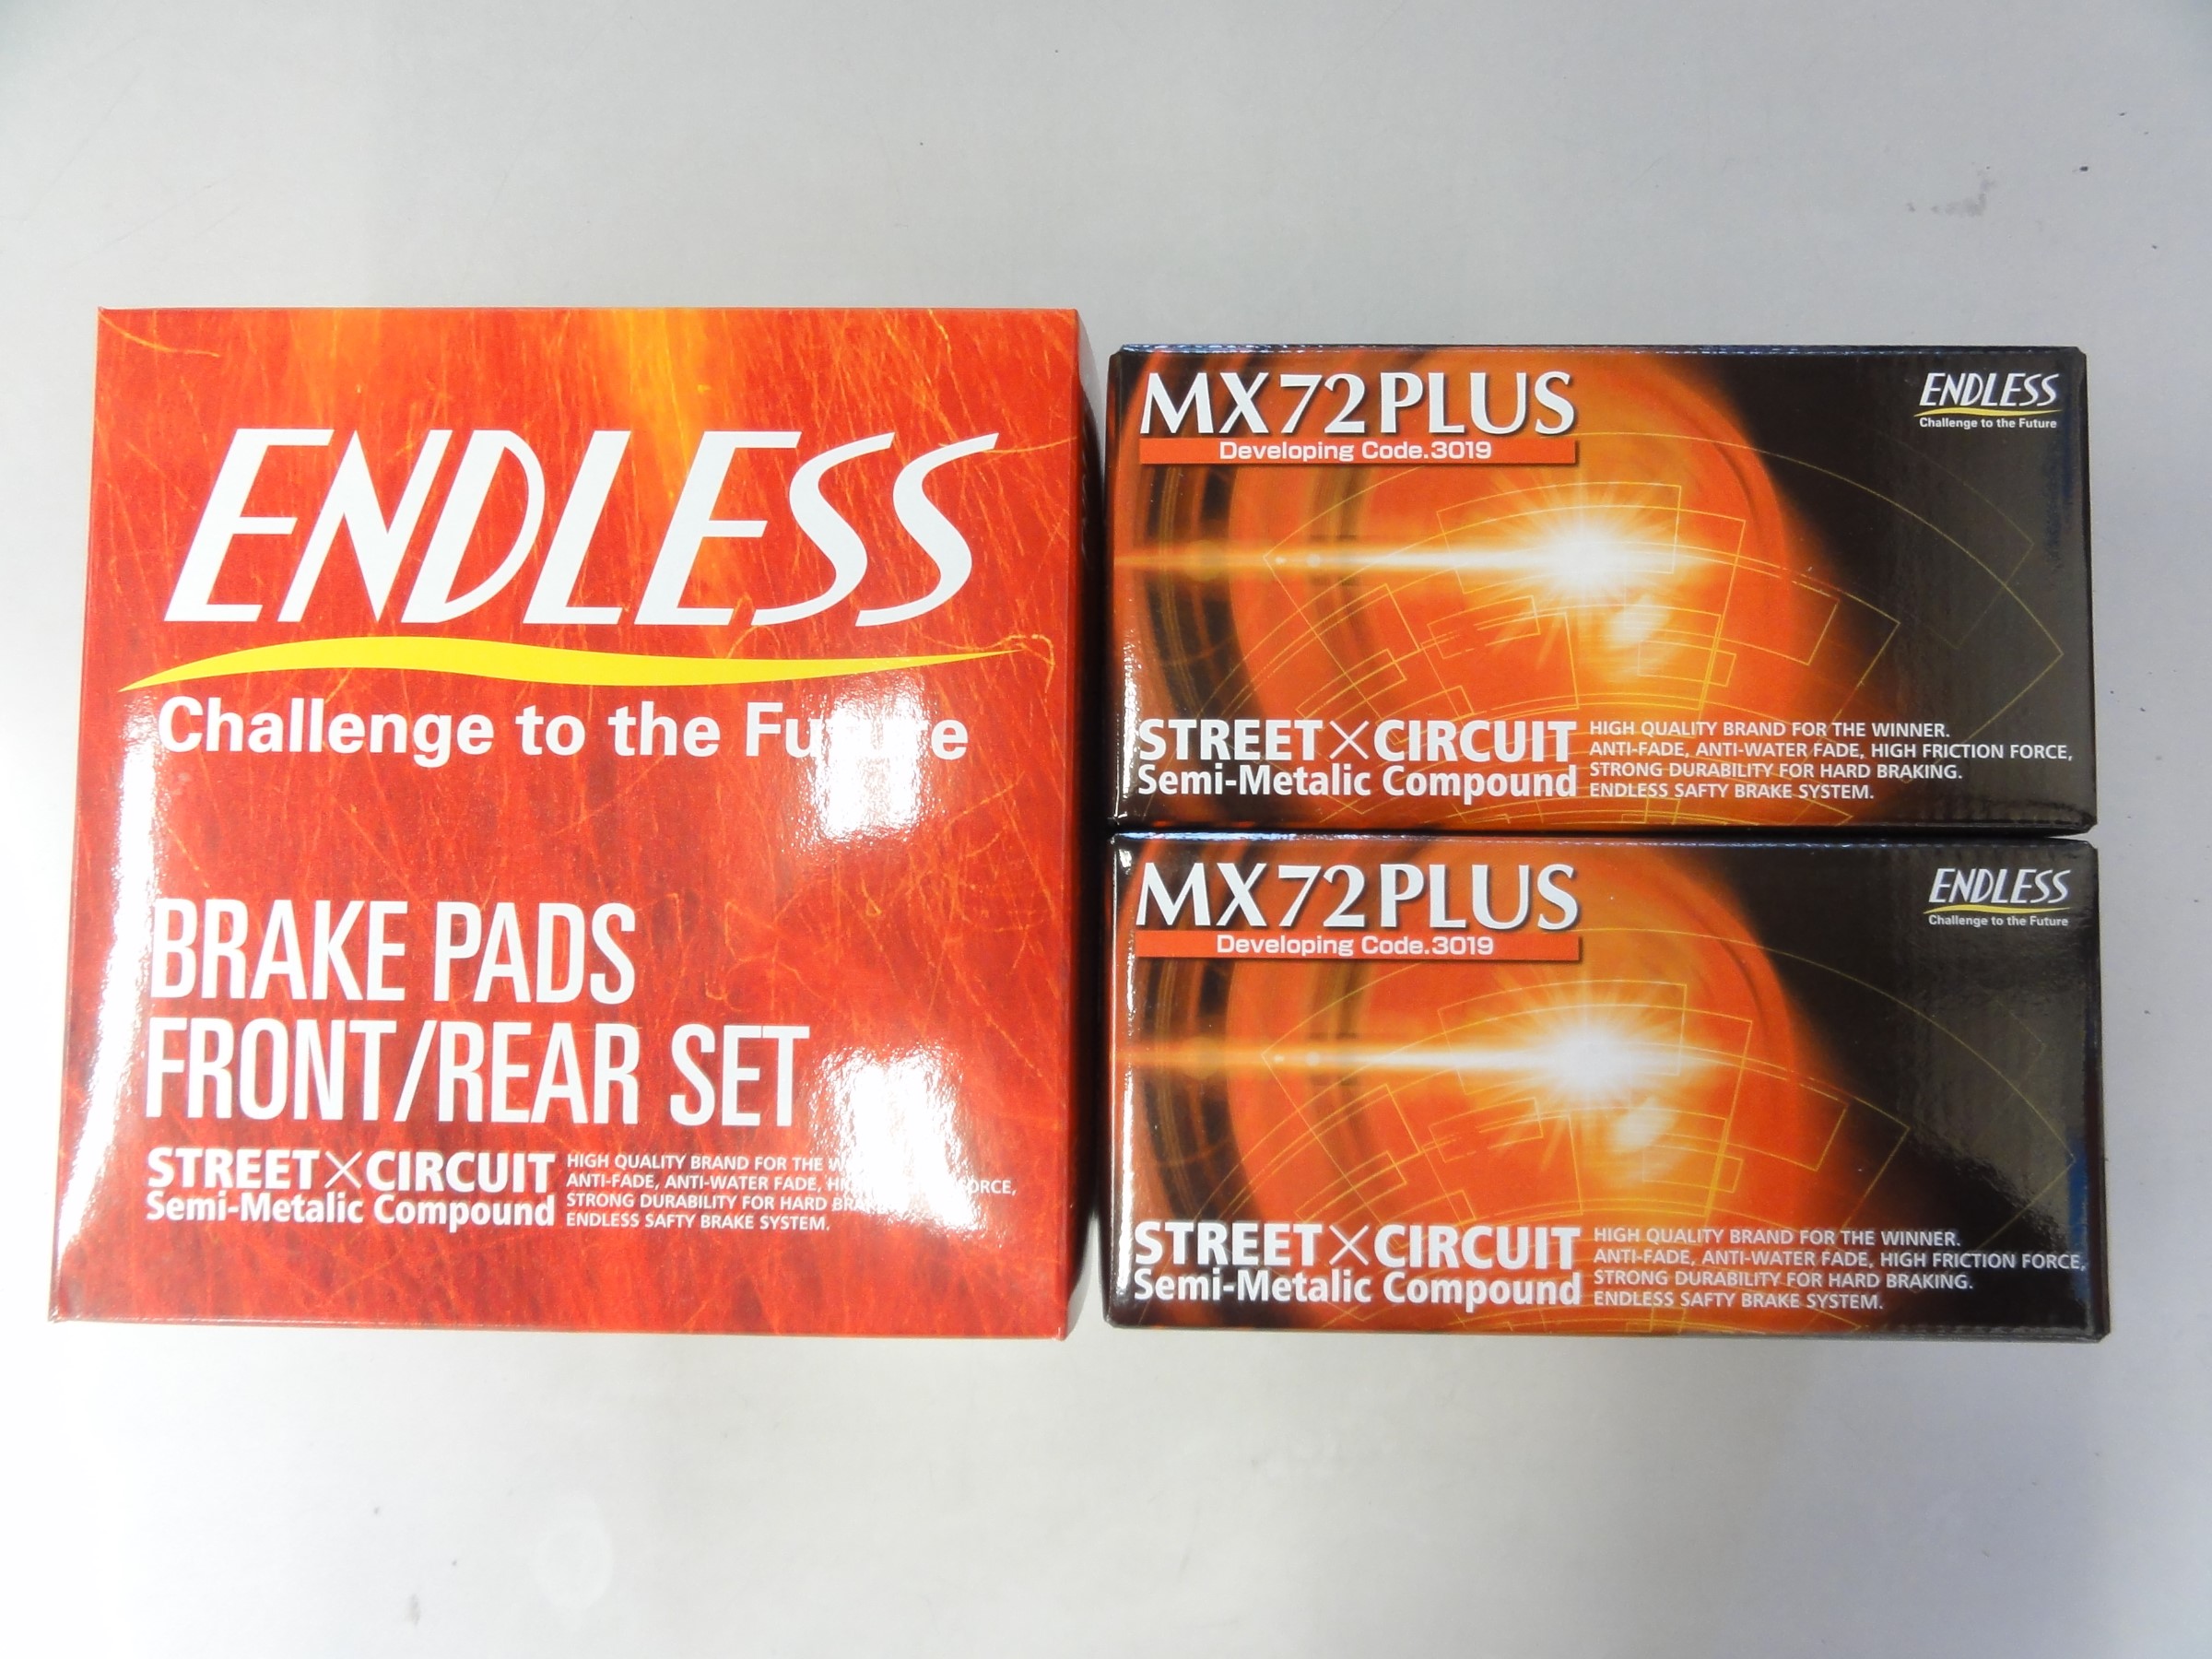 ENDLESS
Challenge to the Future
BRAKE PADS
FRONT/REAR SET
STREET×CIRCUIT
Semi-Metalic Compound
HIGH QUALITY BRAND FOR THE
ANTI-FADE, ANTI-WATER FADE,
STRONG DURABILITY FOR HARD
ENDLESS SAFTY BRAKE SYSTEM.
MX72PLUS
Developing Code.3019
ENDLESS
Challenge to the Future
STREET×CIRCUIT
Semi-Metalic Compound
HIGH QUALITY BRAND FOR THE WINNER.
ANTI-FADE, ANTI-WATER FADE, HIGH FRICTION FORCE,
STRONG DURABILITY FOR HARD BRAKING.
ENDLESS SAFTY BRAKE SYSTEM.
MX72PLUS
Developing Code.3019
ENDLESS
Challenge to the Future
STREET×CIRCUIT
Semi-Metalic Compound
HIGH QUALITY BRAND FOR THE WINNER.
ANTI-FADE, ANTI-WATER FADE, HIGH FRICTION FORCE,
STRONG DURABILITY FOR HARD BRAKING.
ENDLESS SAFTY BRAKE SYSTEM.